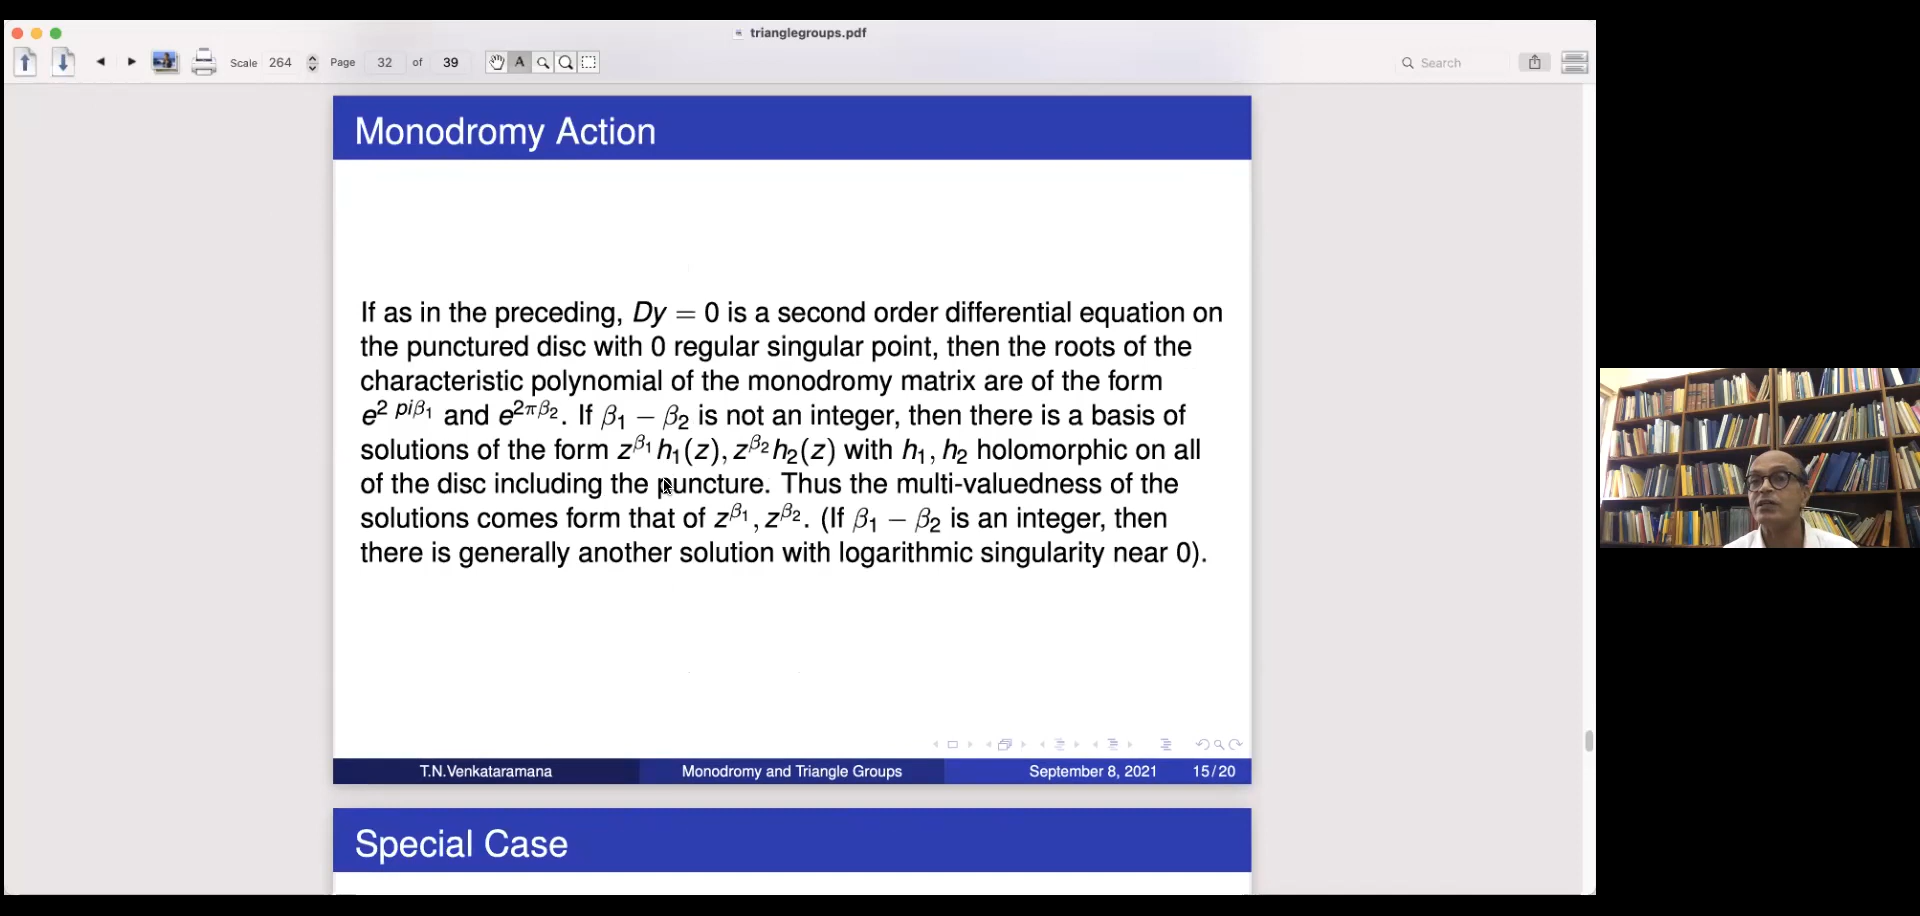 trianglegroups.pdf
Scale 264 Page 32 of 39 Search
Monodromy Action
If as in the preceding, Dy = 0 is a second order differential equation on
the punctured disc with 0 regular singular point, then the roots of the
characteristic polynomial of the monodromy matrix are of the form
e^{2 piβ₁} and e^{2πβ₂}. If β₁ − β₂ is not an integer, then there is a basis of
solutions of the form z^{β₁}h₁(z), z^{β₂}h₂(z) with h₁, h₂ holomorphic on all
of the disc including the puncture. Thus the multi-valuedness of the
solutions comes form that of z^{β₁}, z^{β₂}. (If β₁ − β₂ is an integer, then
there is generally another solution with logarithmic singularity near 0).
T.N.Venkataramana Monodromy and Triangle Groups September 8, 2021 15/20
Special Case